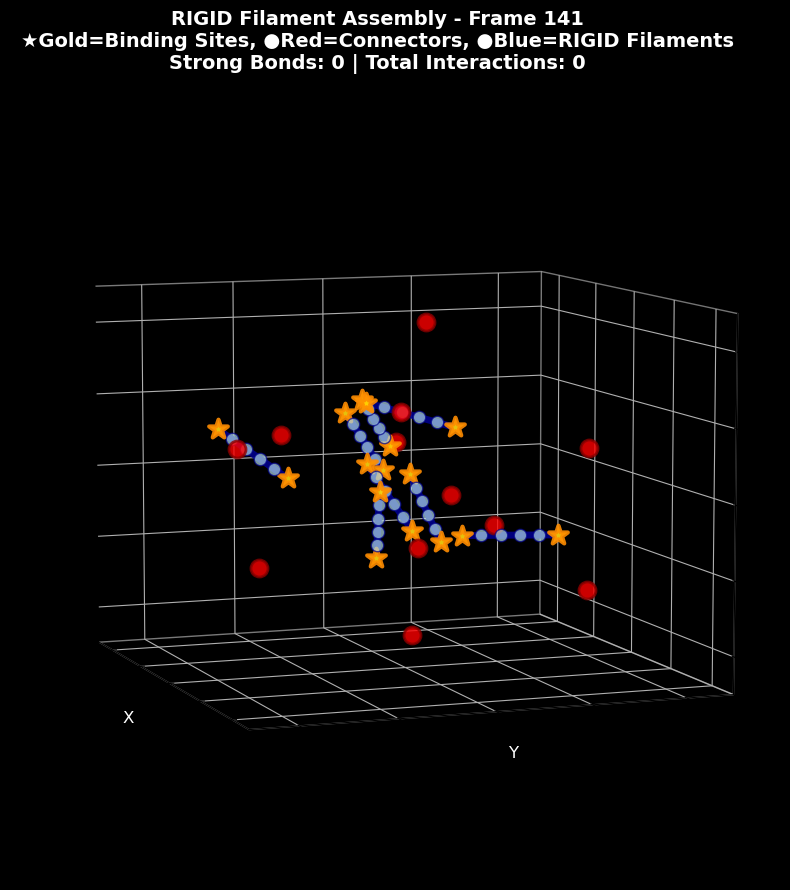 RIGID Filament Assembly - Frame 141
★Gold=Binding Sites, ●Red=Connectors, ●Blue=RIGID Filaments
Strong Bonds: 0 | Total Interactions: 0
X
Y